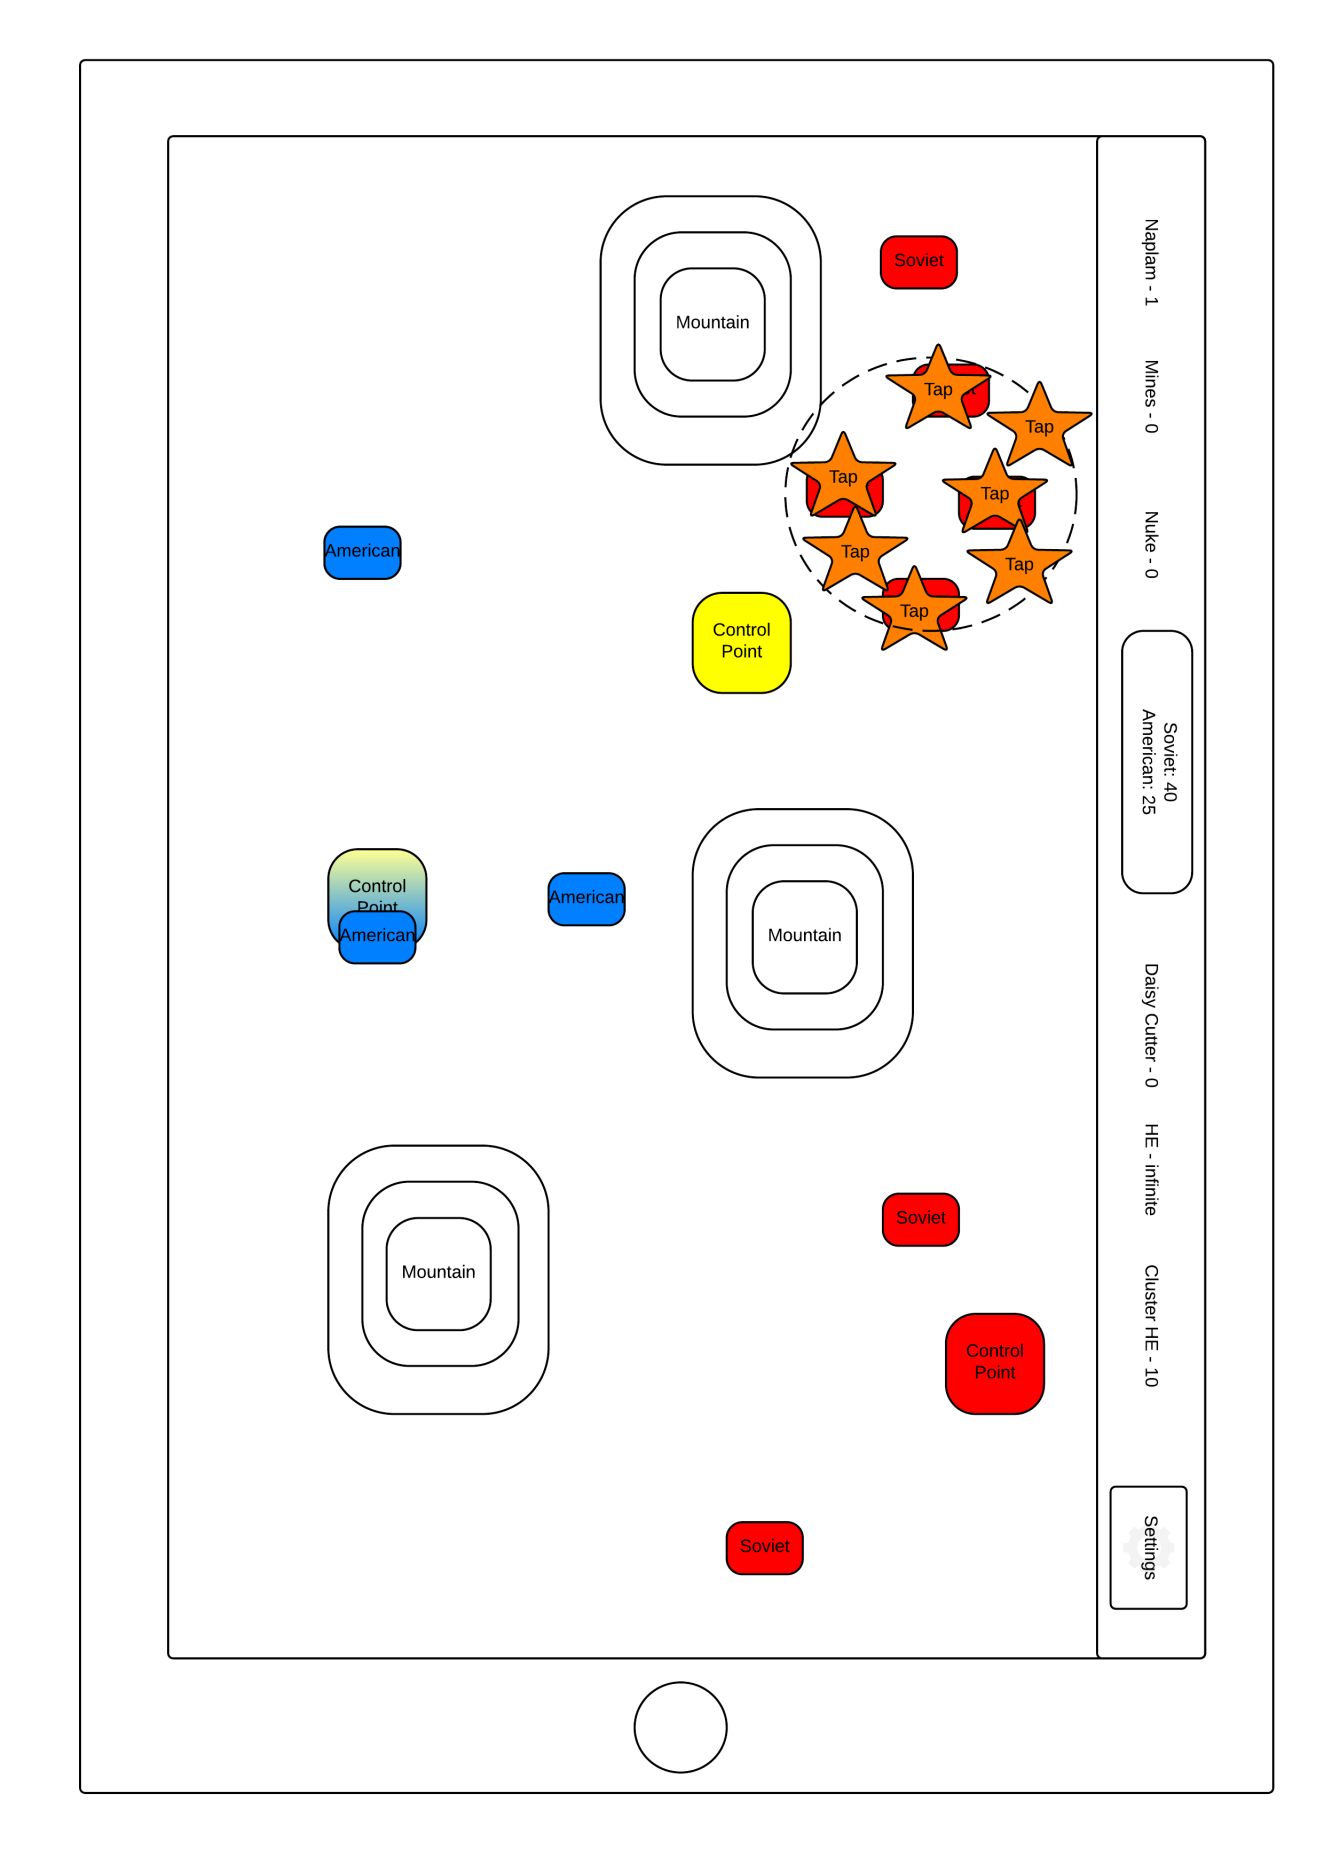 Naplam - 1
Mines - 0
Nuke - 0
Soviet: 40
American: 25
Daisy Cutter - 0
HE - infinite
Cluster HE - 10
Settings
Soviet
Mountain
Tap
Tap
Tap
Tap
Tap
Tap
Tap
American
Control
Point
Control
Point
American
American
Mountain
Soviet
Mountain
Control
Point
Soviet